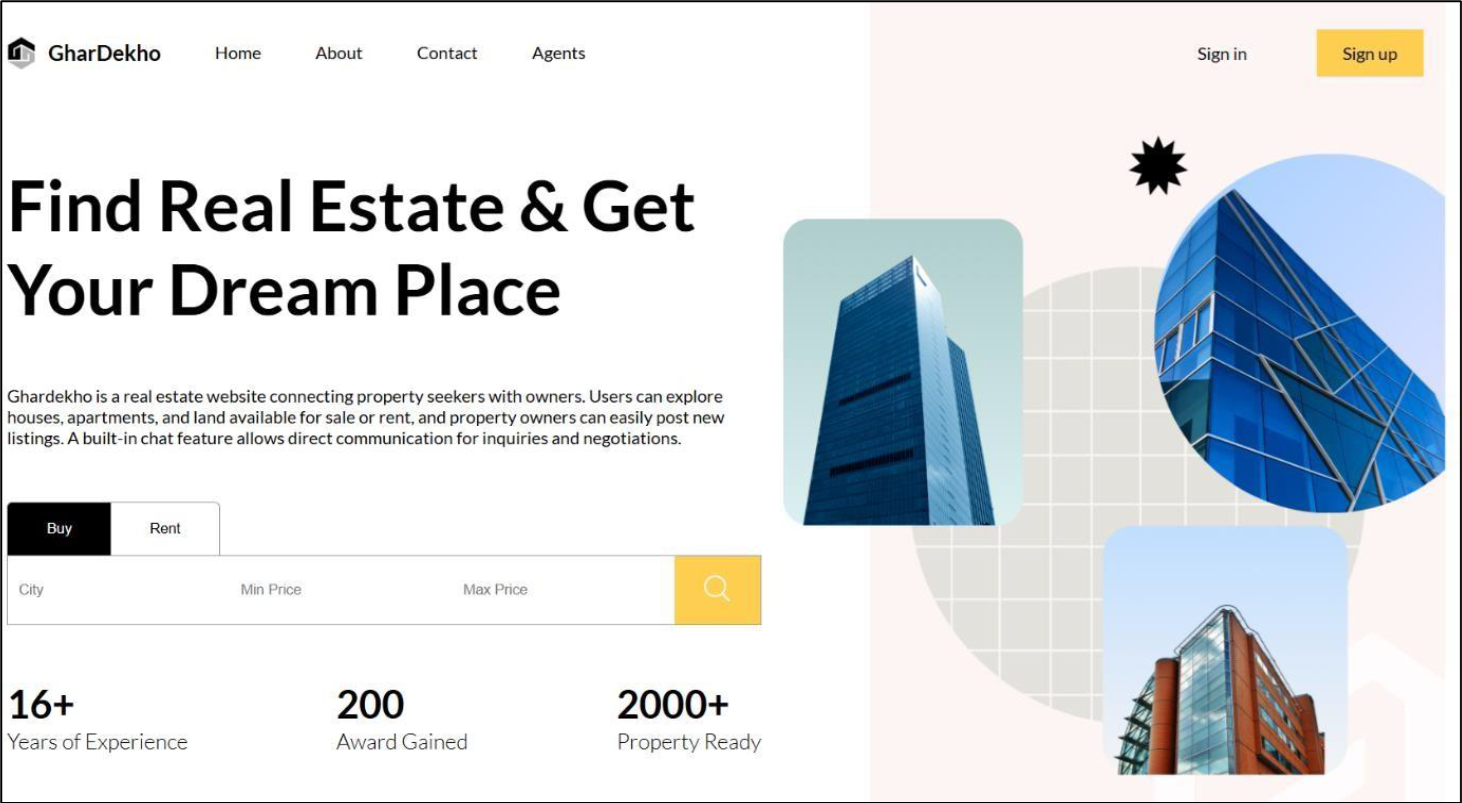 GharDekho
Home
About
Contact
Agents
Sign in
Sign up
Find Real Estate & Get
Your Dream Place
Ghardekho is a real estate website connecting property seekers with owners. Users can explore
houses, apartments, and land available for sale or rent, and property owners can easily post new
listings. A built-in chat feature allows direct communication for inquiries and negotiations.
Buy
Rent
City
Min Price
Max Price
16+
Years of Experience
200
Award Gained
2000+
Property Ready